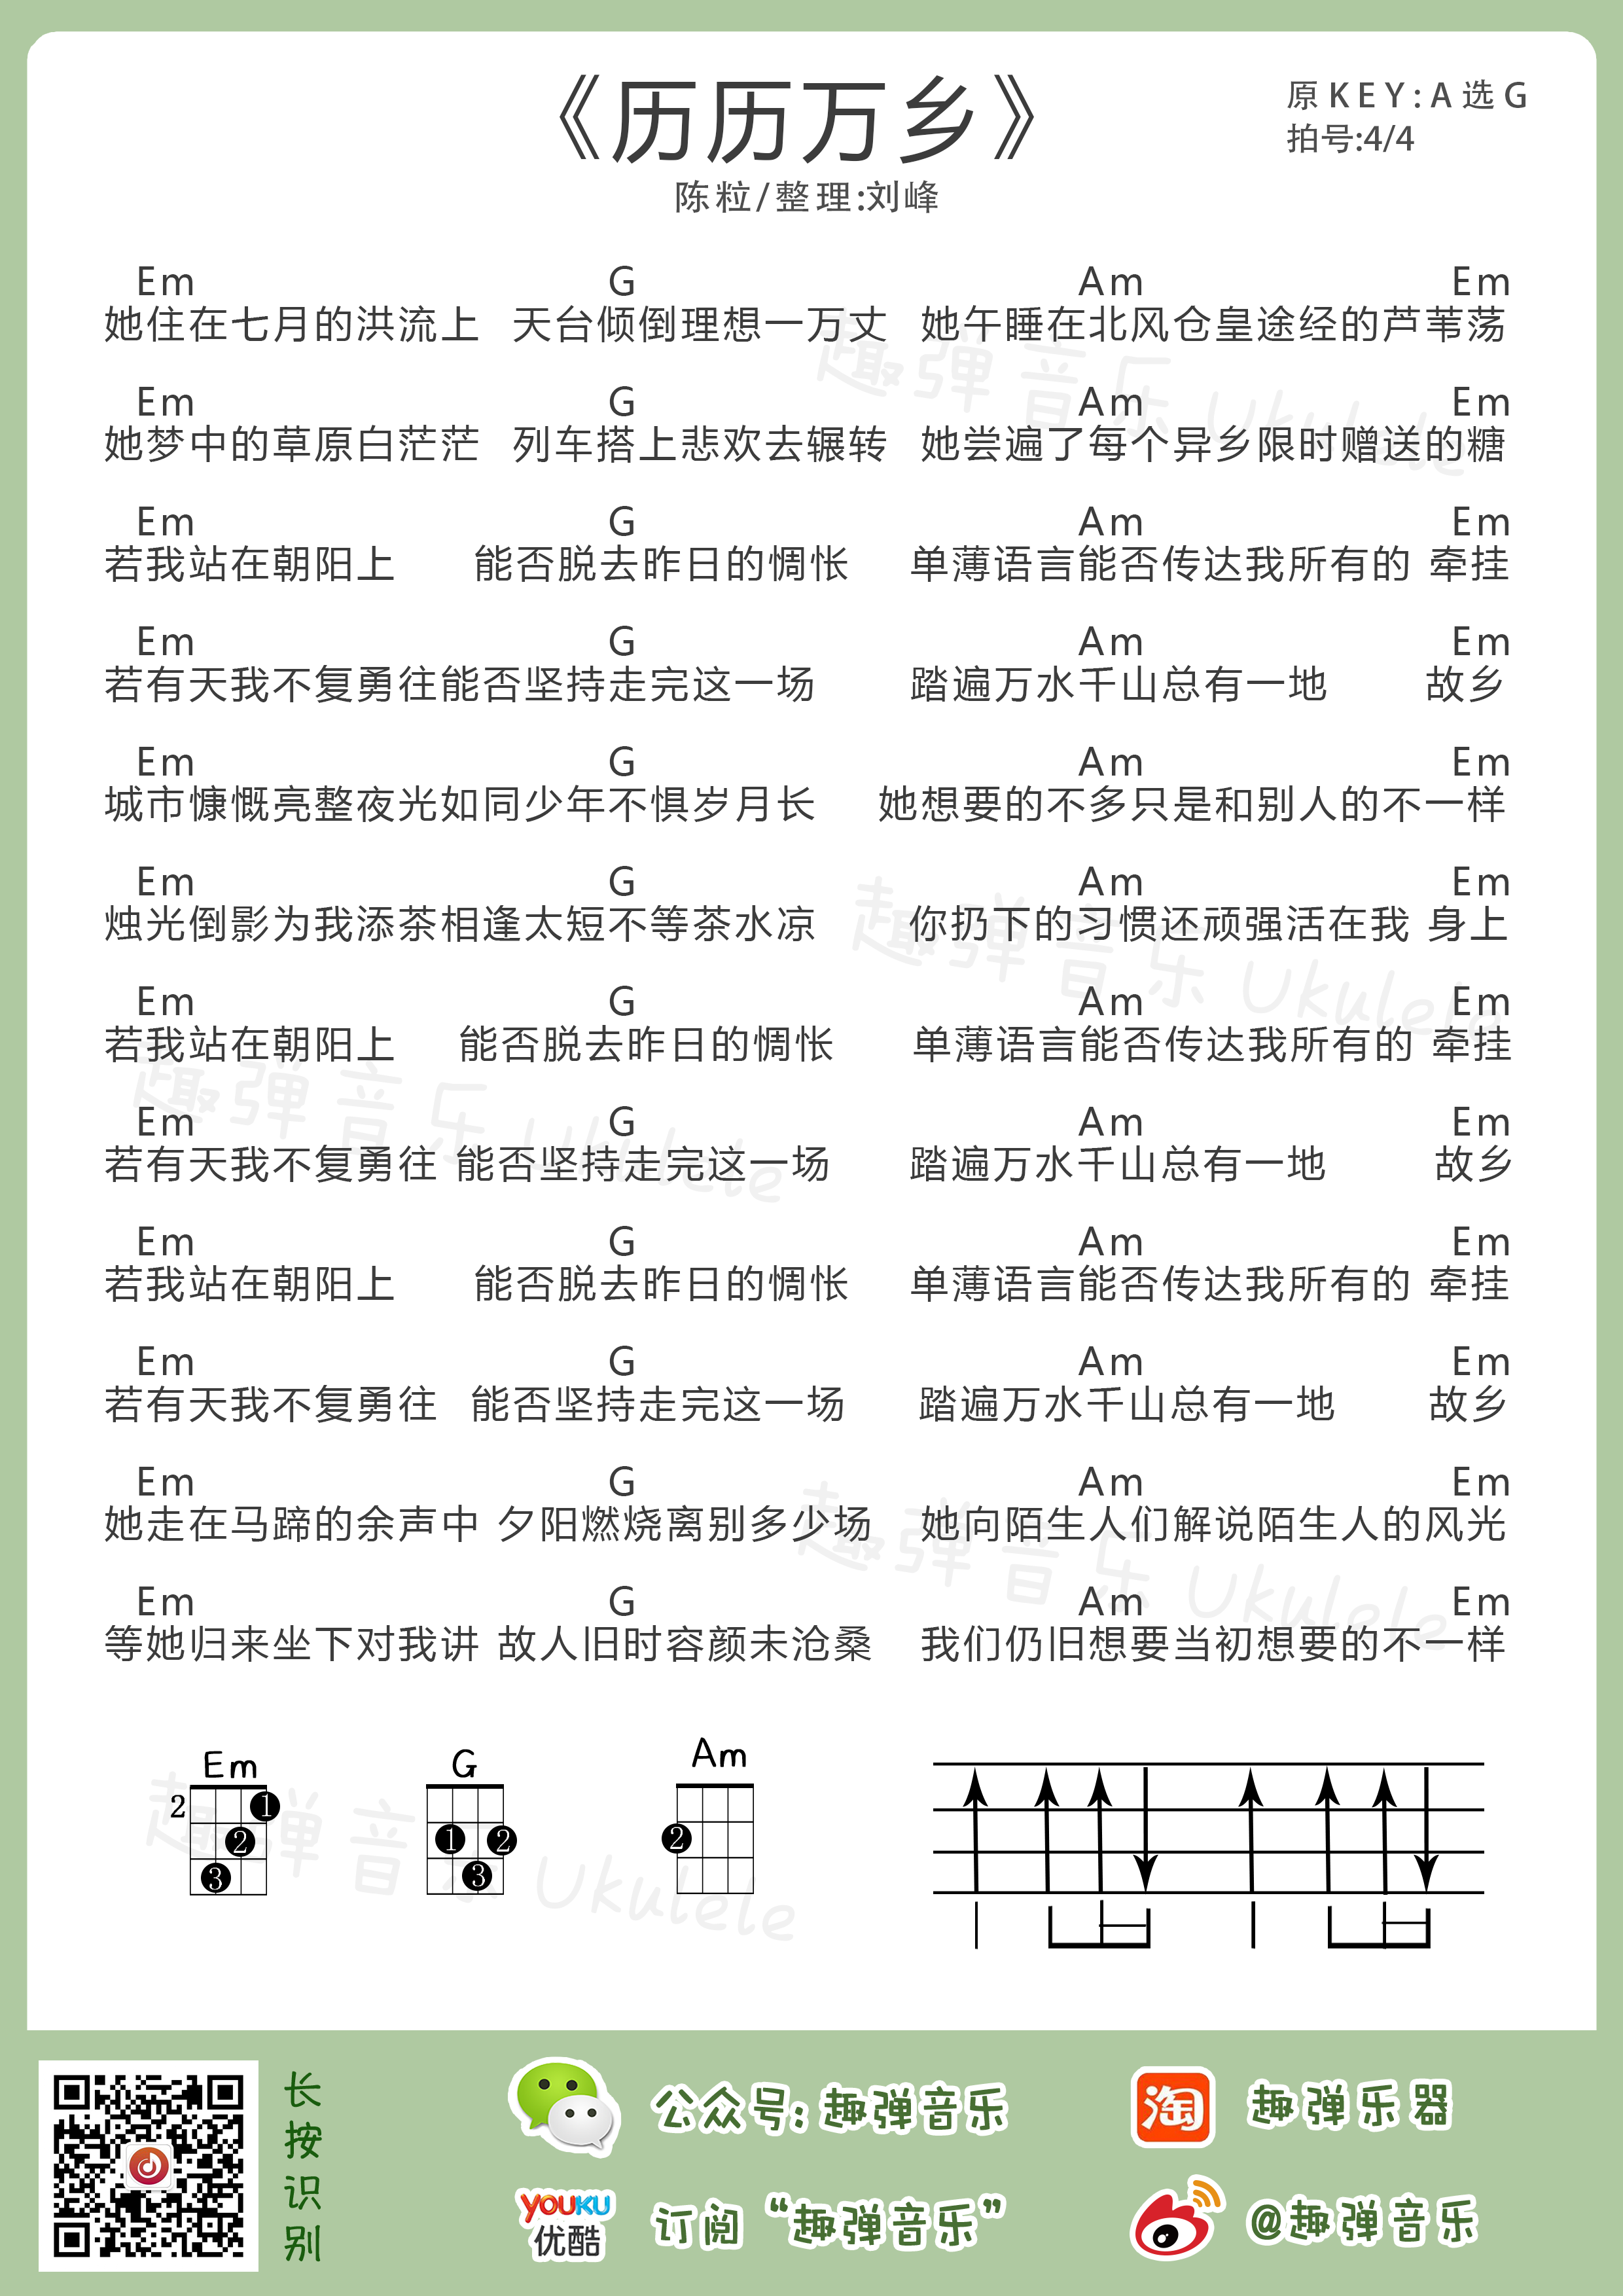 《历历万乡》
原KEY:A选G
拍号:4/4
陈粒/整理:刘峰
Em G Am Em
她住在七月的洪流上 天台倾倒理想一万丈 她午睡在北风仓皇途经的芦苇荡
Em G Am Em
她梦中的草原白茫茫 列车搭上悲欢去辗转 她尝遍了每个异乡限时赠送的糖
Em G Am Em
若我站在朝阳上 能否脱去昨日的惆怅 单薄语言能否传达我所有的 牵挂
Em G Am Em
若有天我不复勇往能否坚持走完这一场 踏遍万水千山总有一地 故乡
Em G Am Em
城市慷慨亮整夜光如同少年不惧岁月长 她想要的不多只是和别人的不一样
Em G Am Em
烛光倒影为我添茶相逢太短不等茶水凉 你扔下的习惯还顽强活在我 身上
Em G Am Em
若我站在朝阳上 能否脱去昨日的惆怅 单薄语言能否传达我所有的 牵挂
Em G Am Em
若有天我不复勇往 能否坚持走完这一场 踏遍万水千山总有一地 故乡
Em G Am Em
若我站在朝阳上 能否脱去昨日的惆怅 单薄语言能否传达我所有的 牵挂
Em G Am Em
若有天我不复勇往 能否坚持走完这一场 踏遍万水千山总有一地 故乡
Em G Am Em
她走在马蹄的余声中 夕阳燃烧离别多少场 她向陌生人们解说陌生人的风光
Em G Am Em
等她归来坐下对我讲 故人旧时容颜未沧桑 我们仍旧想要当初想要的不一样
趣弹音乐 Ukulele
趣弹音乐 Ukulele
趣弹音乐 Ukulele
趣弹音乐 Ukulele
趣弹音乐 Ukulele
Em G Am
2 1 2 3
1 2 3
2
长按识别
公众号:趣弹音乐
淘 趣弹乐器
YOUKU
优酷
订阅“趣弹音乐”
@趣弹音乐